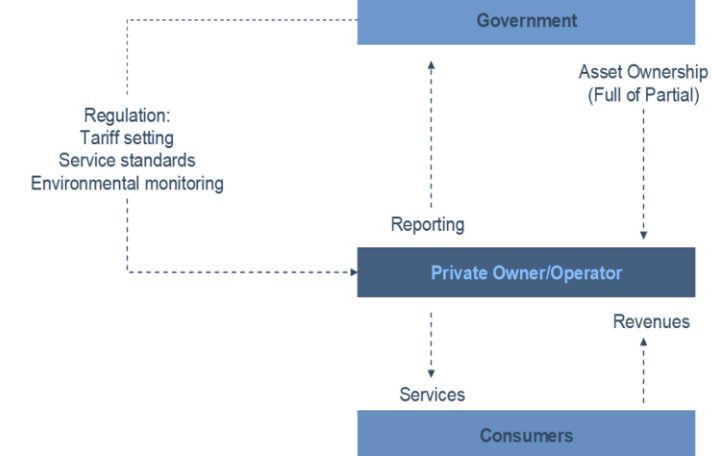 Government
Asset Ownership
(Full of Partial)
Regulation:
Tariff setting
Service standards
Environmental monitoring
Reporting
Private Owner/Operator
Revenues
Services
Consumers